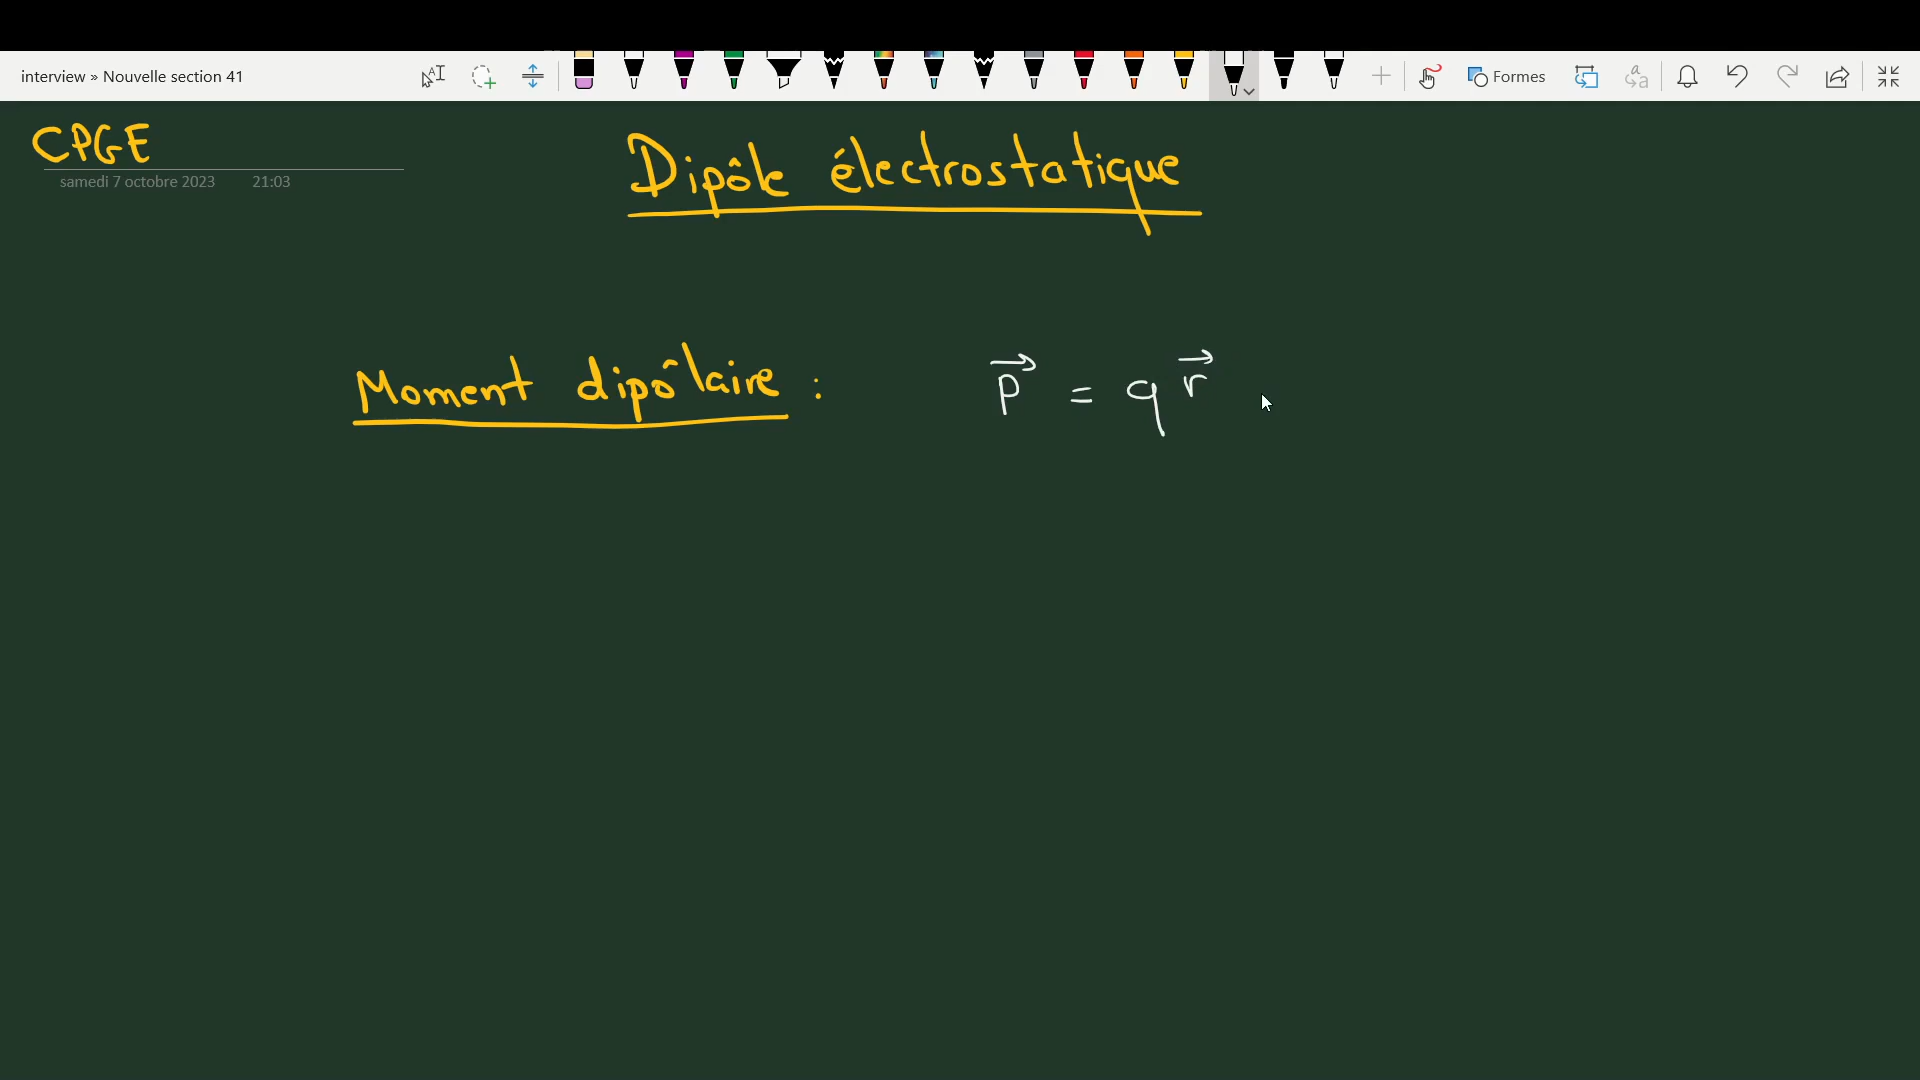 interview » Nouvelle section 41
Formes
CPGE
samedi 7 octobre 2023 21:03
Dipôle électrostatique
Moment dipôlaire : p⃗ = q r⃗